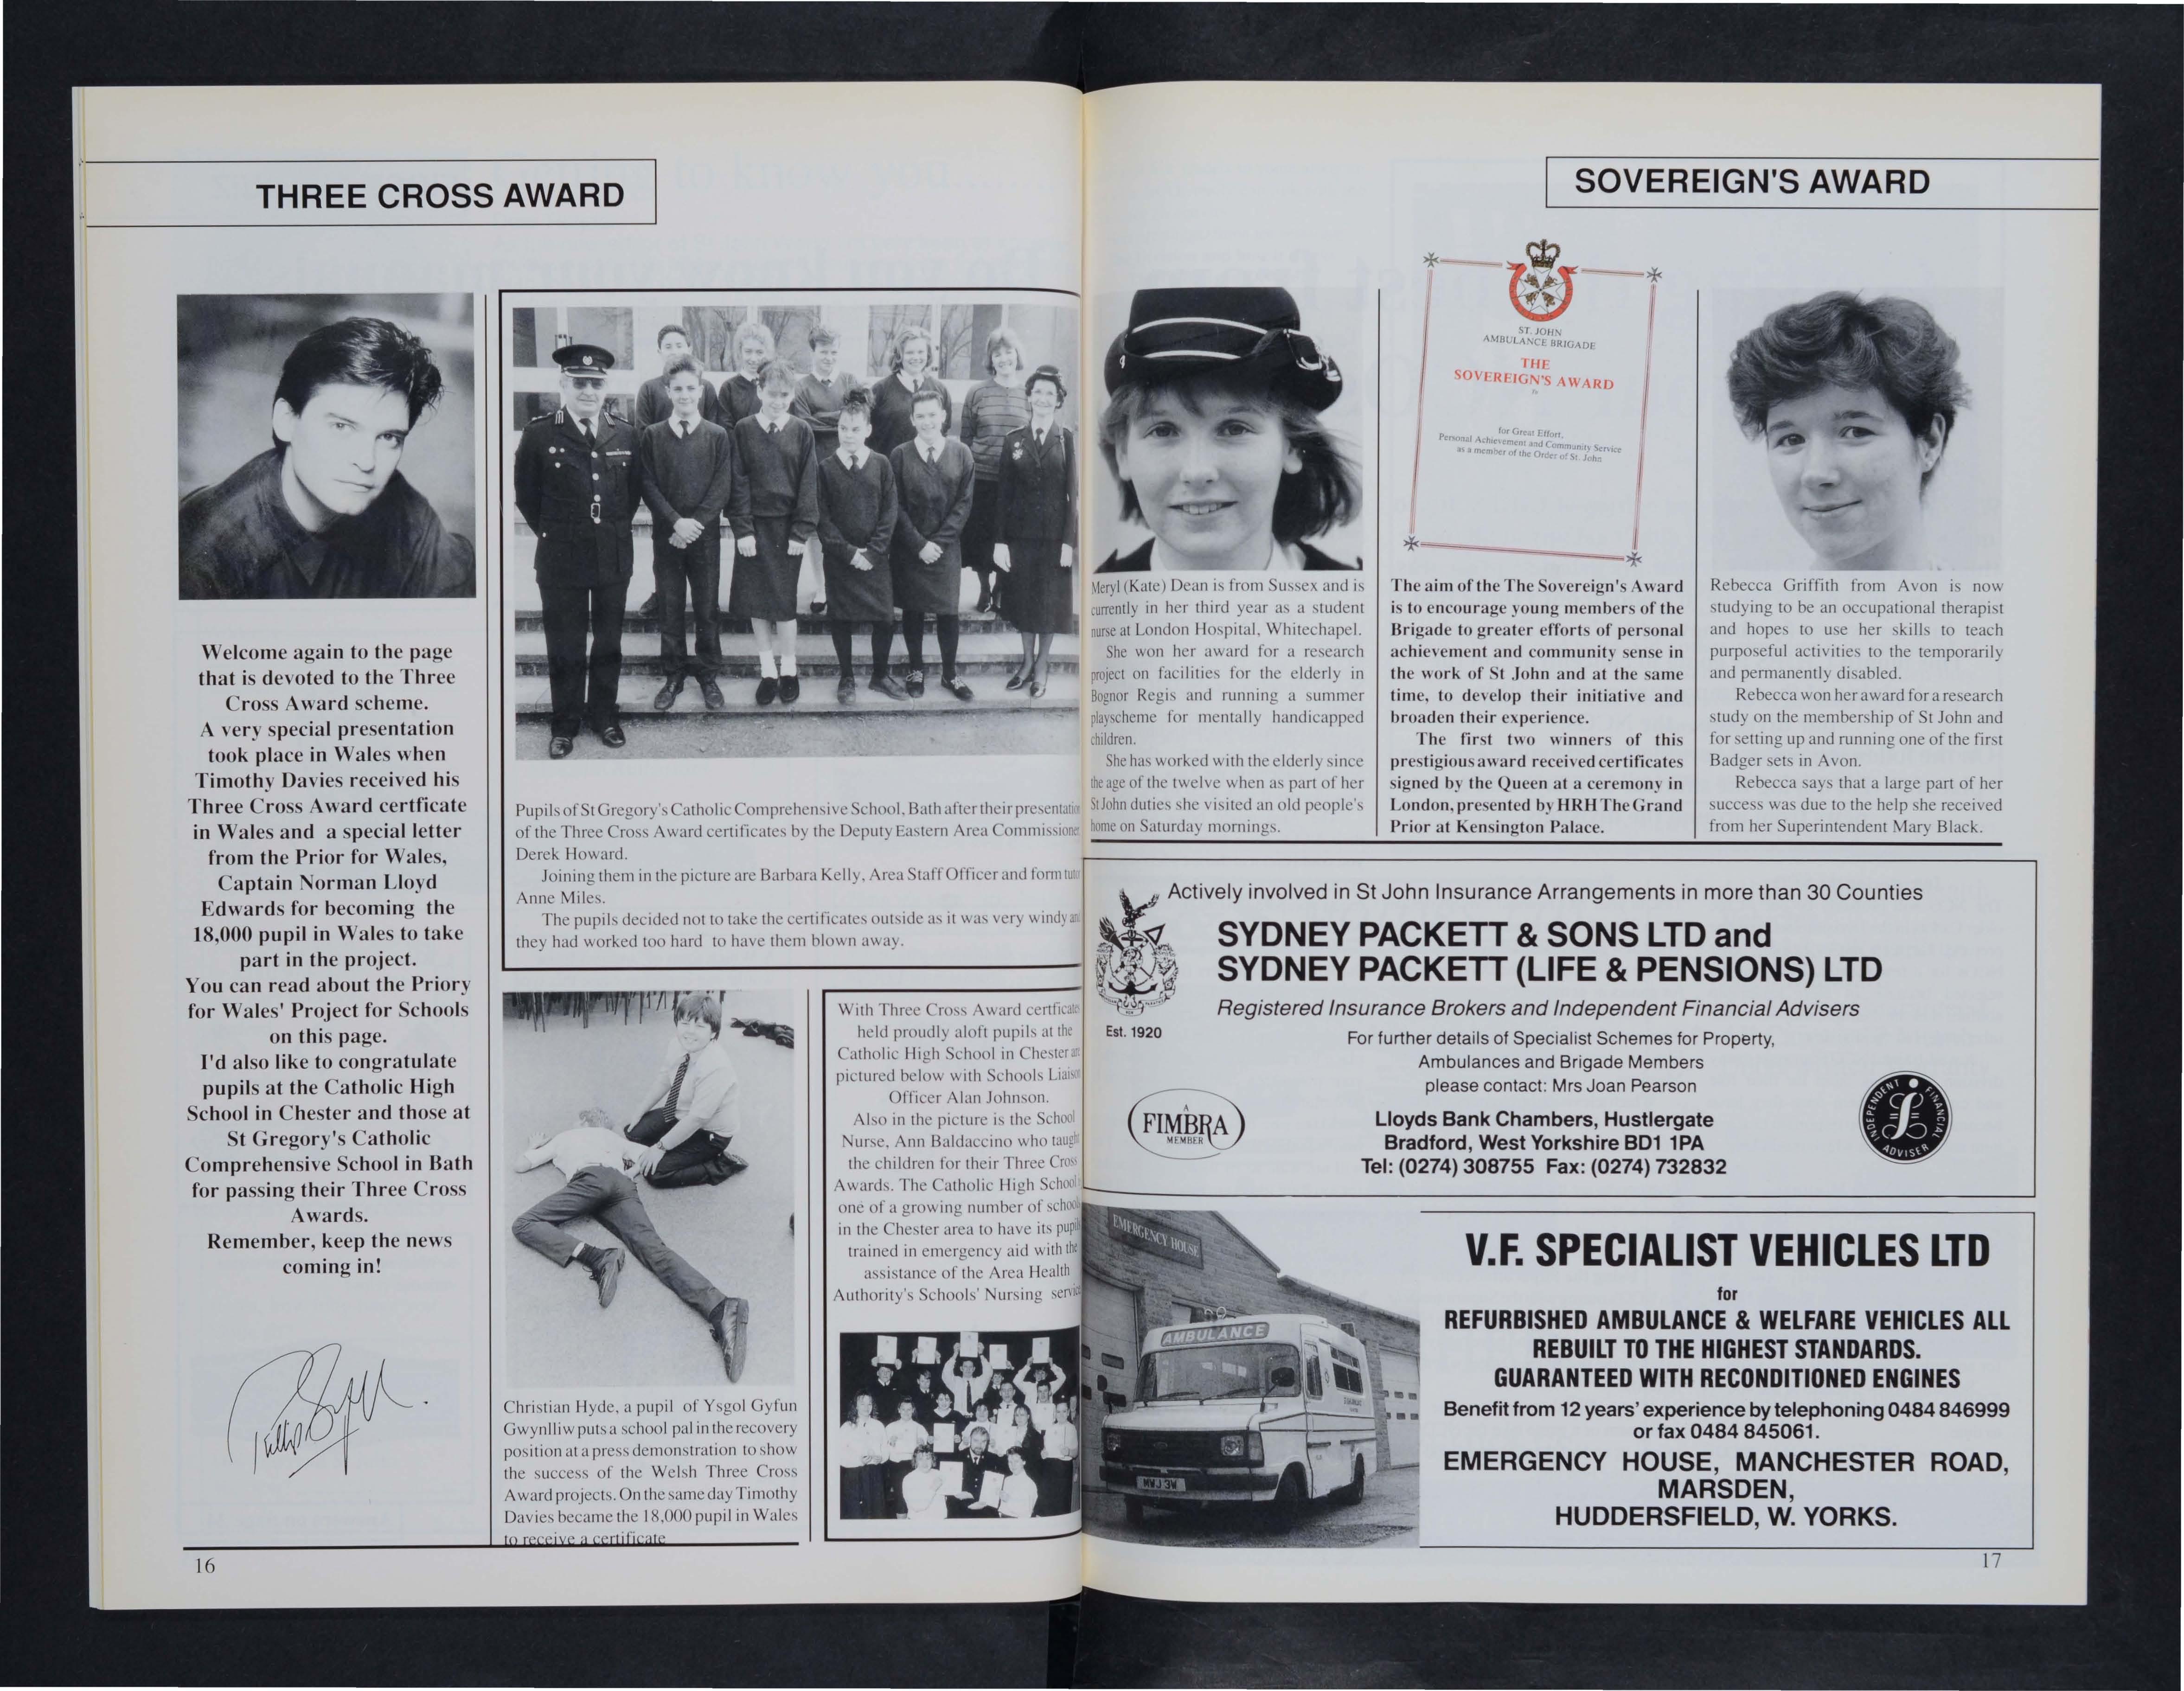 THREE CROSS AWARD
Welcome again to the page
that is devoted to the Three
Cross Award scheme.
A very special presentation
took place in Wales when
Timothy Davies received his
Three Cross Award certficate
in Wales and a special letter
from the Prior for Wales,
Captain Norman Lloyd
Edwards for becoming the
18,000 pupil in Wales to take
part in the project.
You can read about the Priory
for Wales' Project for Schools
on this page.
I'd also like to congratulate
pupils at the Catholic High
School in Chester and those at
St Gregory's Catholic
Comprehensive School in Bath
for passing their Three Cross
Awards.
Remember, keep the news
coming in!
Pupils of St Gregory's Catholic Comprehensive School, Bath after their presentation
of the Three Cross Award certificates by the Deputy Eastern Area Commissioner
Derek Howard.
Joining them in the picture are Barbara Kelly, Area Staff Officer and form tutor
Anne Miles.
The pupils decided not to take the certificates outside as it was very windy and
they had worked too hard to have them blown away.
Christian Hyde, a pupil of Ysgol Gyfun
Gwynlliw puts a school pal in the recovery
position at a press demonstration to show
the success of the Welsh Three Cross
Award projects. On the same day Timothy
Davies became the 18,000 pupil in Wales
to receive a certificate
With Three Cross Award certficates
held proudly aloft pupils at the
Catholic High School in Chester are
pictured below with Schools Liaison
Officer Alan Johnson.
Also in the picture is the School
Nurse, Ann Baldaccino who taught
the children for their Three Cross
Awards. The Catholic High School
one of a growing number of schools
in the Chester area to have its pupils
trained in emergency aid with the
assistance of the Area Health
Authority's Schools' Nursing service
16
SOVEREIGN'S AWARD
Meryl (Kate) Dean is from Sussex and is
currently in her third year as a student
nurse at London Hospital, Whitechapel.
She won her award for a research
project on facilities for the elderly in
Bognor Regis and running a summer
playscheme for mentally handicapped
children.
She has worked with the elderly since
the age of the twelve when as part of her
St John duties she visited an old people's
home on Saturday mornings.
ST. JOHN
AMBULANCE BRIGADE
THE
SOVEREIGN'S AWARD
To
for Great Effort,
Personal Achievement and Community Service
as a member of the Order of St. John
The aim of the The Sovereign's Award
is to encourage young members of the
Brigade to greater efforts of personal
achievement and community sense in
the work of St John and at the same
time, to develop their initiative and
broaden their experience.
The first two winners of this
prestigious award received certificates
signed by the Queen at a ceremony in
London, presented by HRH The Grand
Prior at Kensington Palace.
Rebecca Griffith from Avon is now
studying to be an occupational therapist
and hopes to use her skills to teach
purposeful activities to the temporarily
and permanently disabled.
Rebecca won her award for a research
study on the membership of St John and
for setting up and running one of the first
Badger sets in Avon.
Rebecca says that a large part of her
success was due to the help she received
from her Superintendent Mary Black.
Actively involved in St John Insurance Arrangements in more than 30 Counties
SYDNEY PACKETT & SONS LTD and
SYDNEY PACKETT (LIFE & PENSIONS) LTD
Registered Insurance Brokers and Independent Financial Advisers
Est. 1920
For further details of Specialist Schemes for Property,
Ambulances and Brigade Members
please contact: Mrs Joan Pearson
A
FIMBRA
MEMBER
Lloyds Bank Chambers, Hustlergate
Bradford, West Yorkshire BD1 1PA
Tel: (0274) 308755 Fax: (0274) 732832
INDEPENDENT FINANCIAL ADVISER
EMERGENCY HOUSE
AMBULANCE
MWJ 3W
V.F. SPECIALIST VEHICLES LTD
for
REFURBISHED AMBULANCE & WELFARE VEHICLES ALL
REBUILT TO THE HIGHEST STANDARDS.
GUARANTEED WITH RECONDITIONED ENGINES
Benefit from 12 years' experience by telephoning 0484 846999
or fax 0484 845061.
EMERGENCY HOUSE, MANCHESTER ROAD,
MARSDEN,
HUDDERSFIELD, W. YORKS.
17